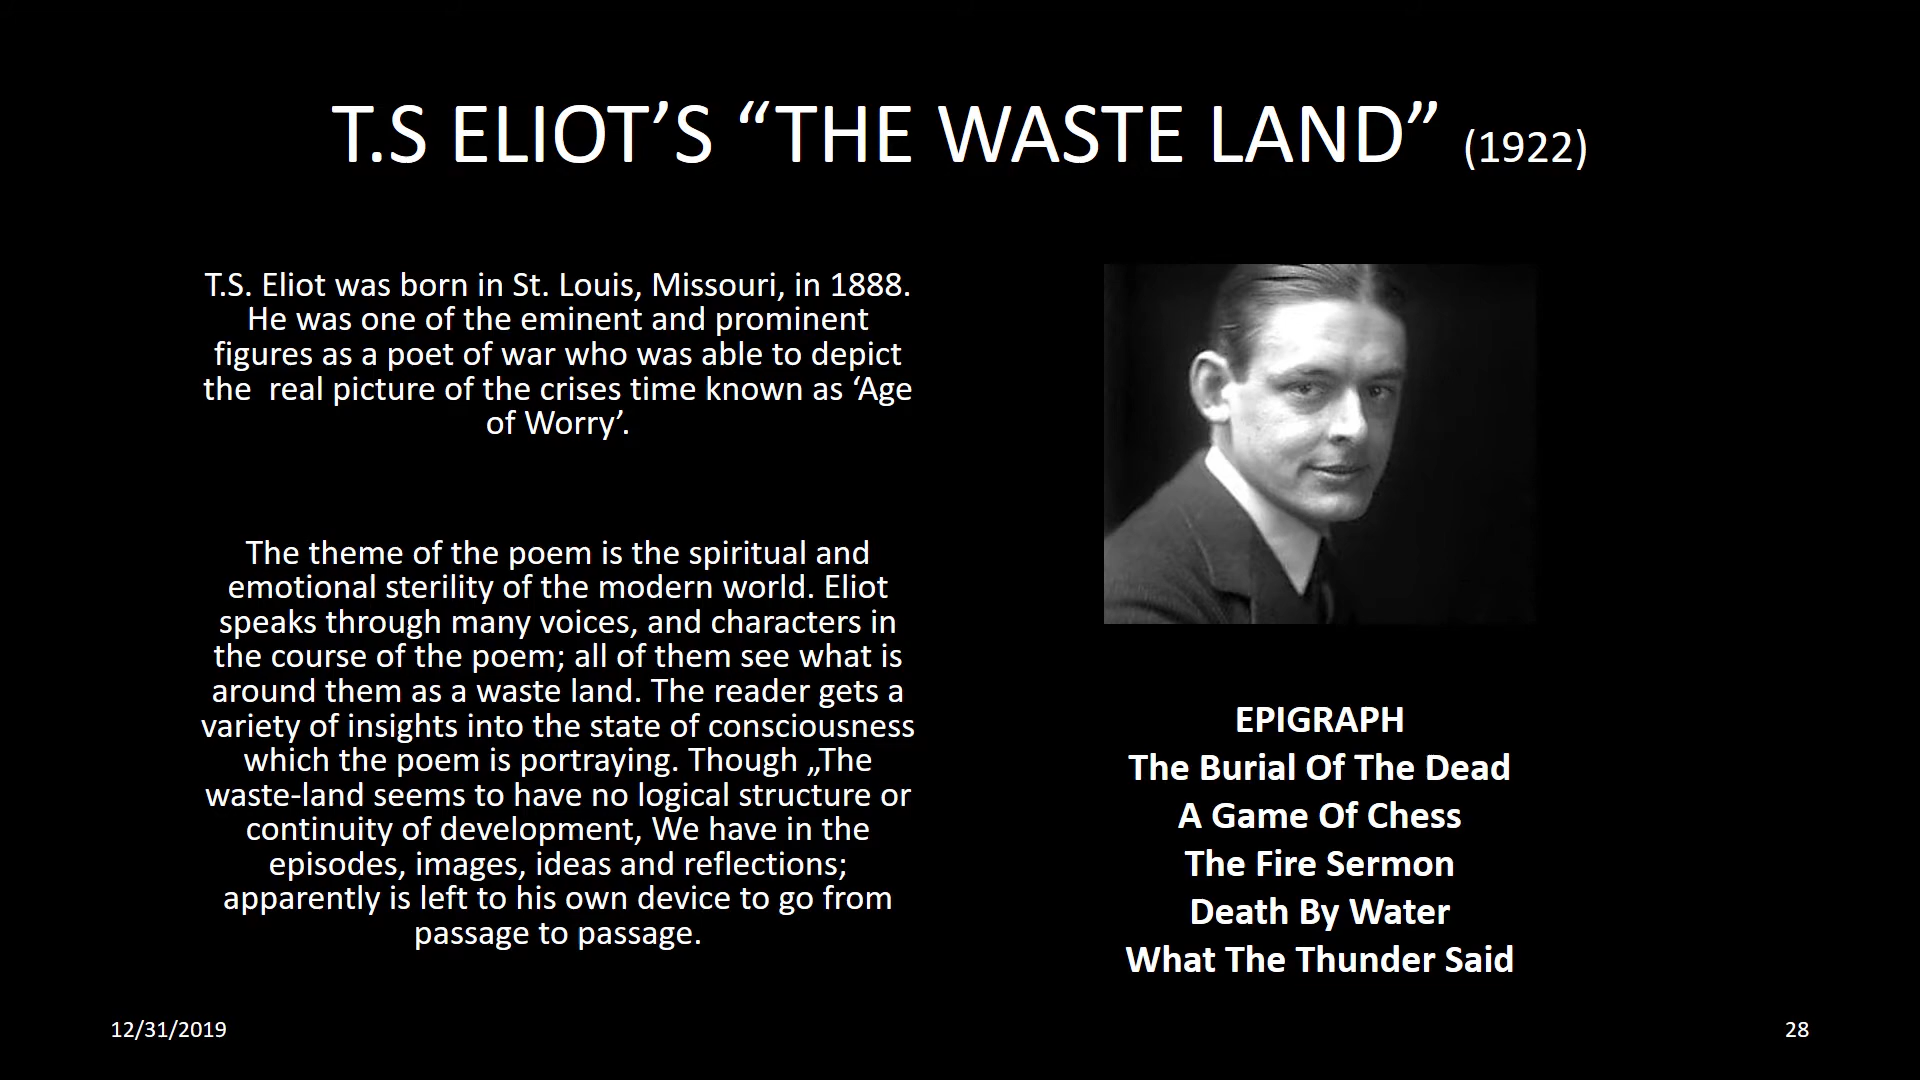 T.S ELIOT’S “THE WASTE LAND” (1922)
T.S. Eliot was born in St. Louis, Missouri, in 1888.
He was one of the eminent and prominent
figures as a poet of war who was able to depict
the  real picture of the crises time known as ‘Age
of Worry’.
The theme of the poem is the spiritual and
emotional sterility of the modern world. Eliot
speaks through many voices, and characters in
the course of the poem; all of them see what is
around them as a waste land. The reader gets a
variety of insights into the state of consciousness
which the poem is portraying. Though „The
waste-land seems to have no logical structure or
continuity of development, We have in the
episodes, images, ideas and reflections;
apparently is left to his own device to go from
passage to passage.
EPIGRAPH
The Burial Of The Dead
A Game Of Chess
The Fire Sermon
Death By Water
What The Thunder Said
12/31/2019
28